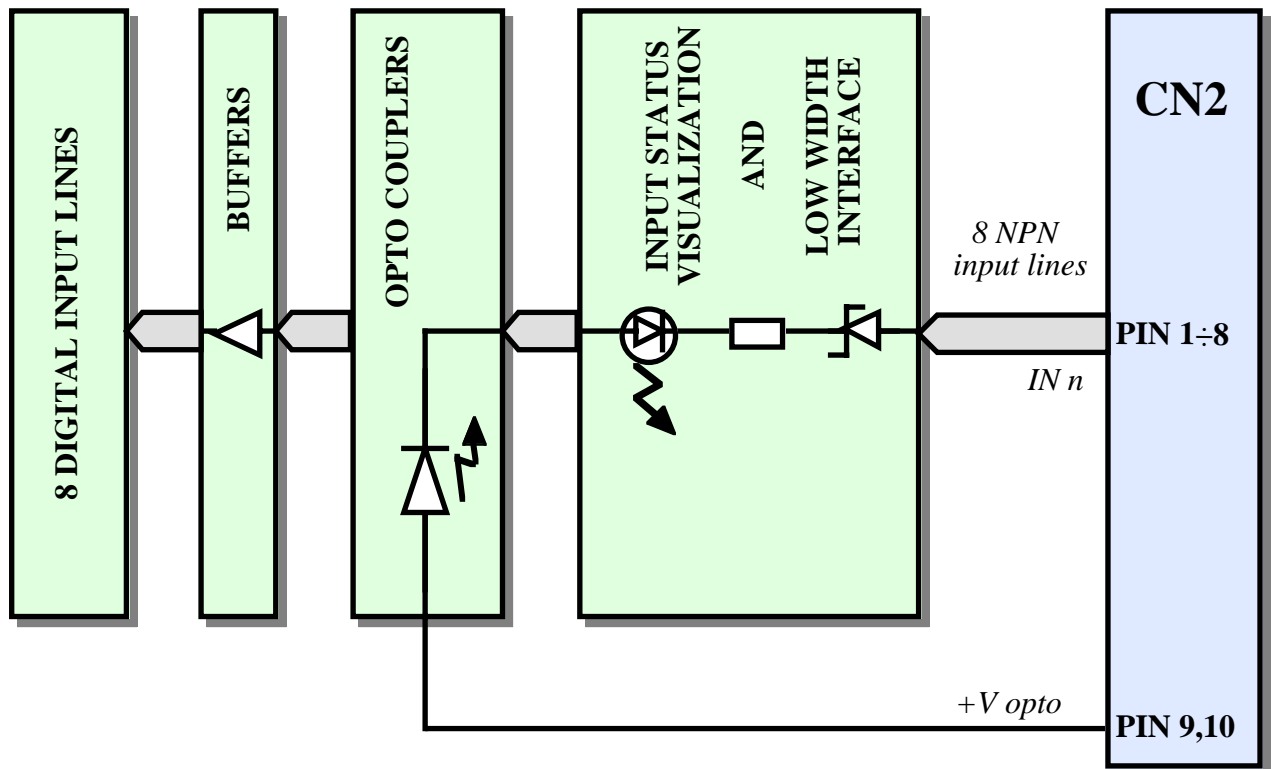 8 DIGITAL INPUT LINES
BUFFERS
OPTO COUPLERS
INPUT STATUS
VISUALIZATION
AND
LOW WIDTH
INTERFACE
CN2
8 NPN
input lines
PIN 1÷8
IN n
+V opto
PIN 9,10